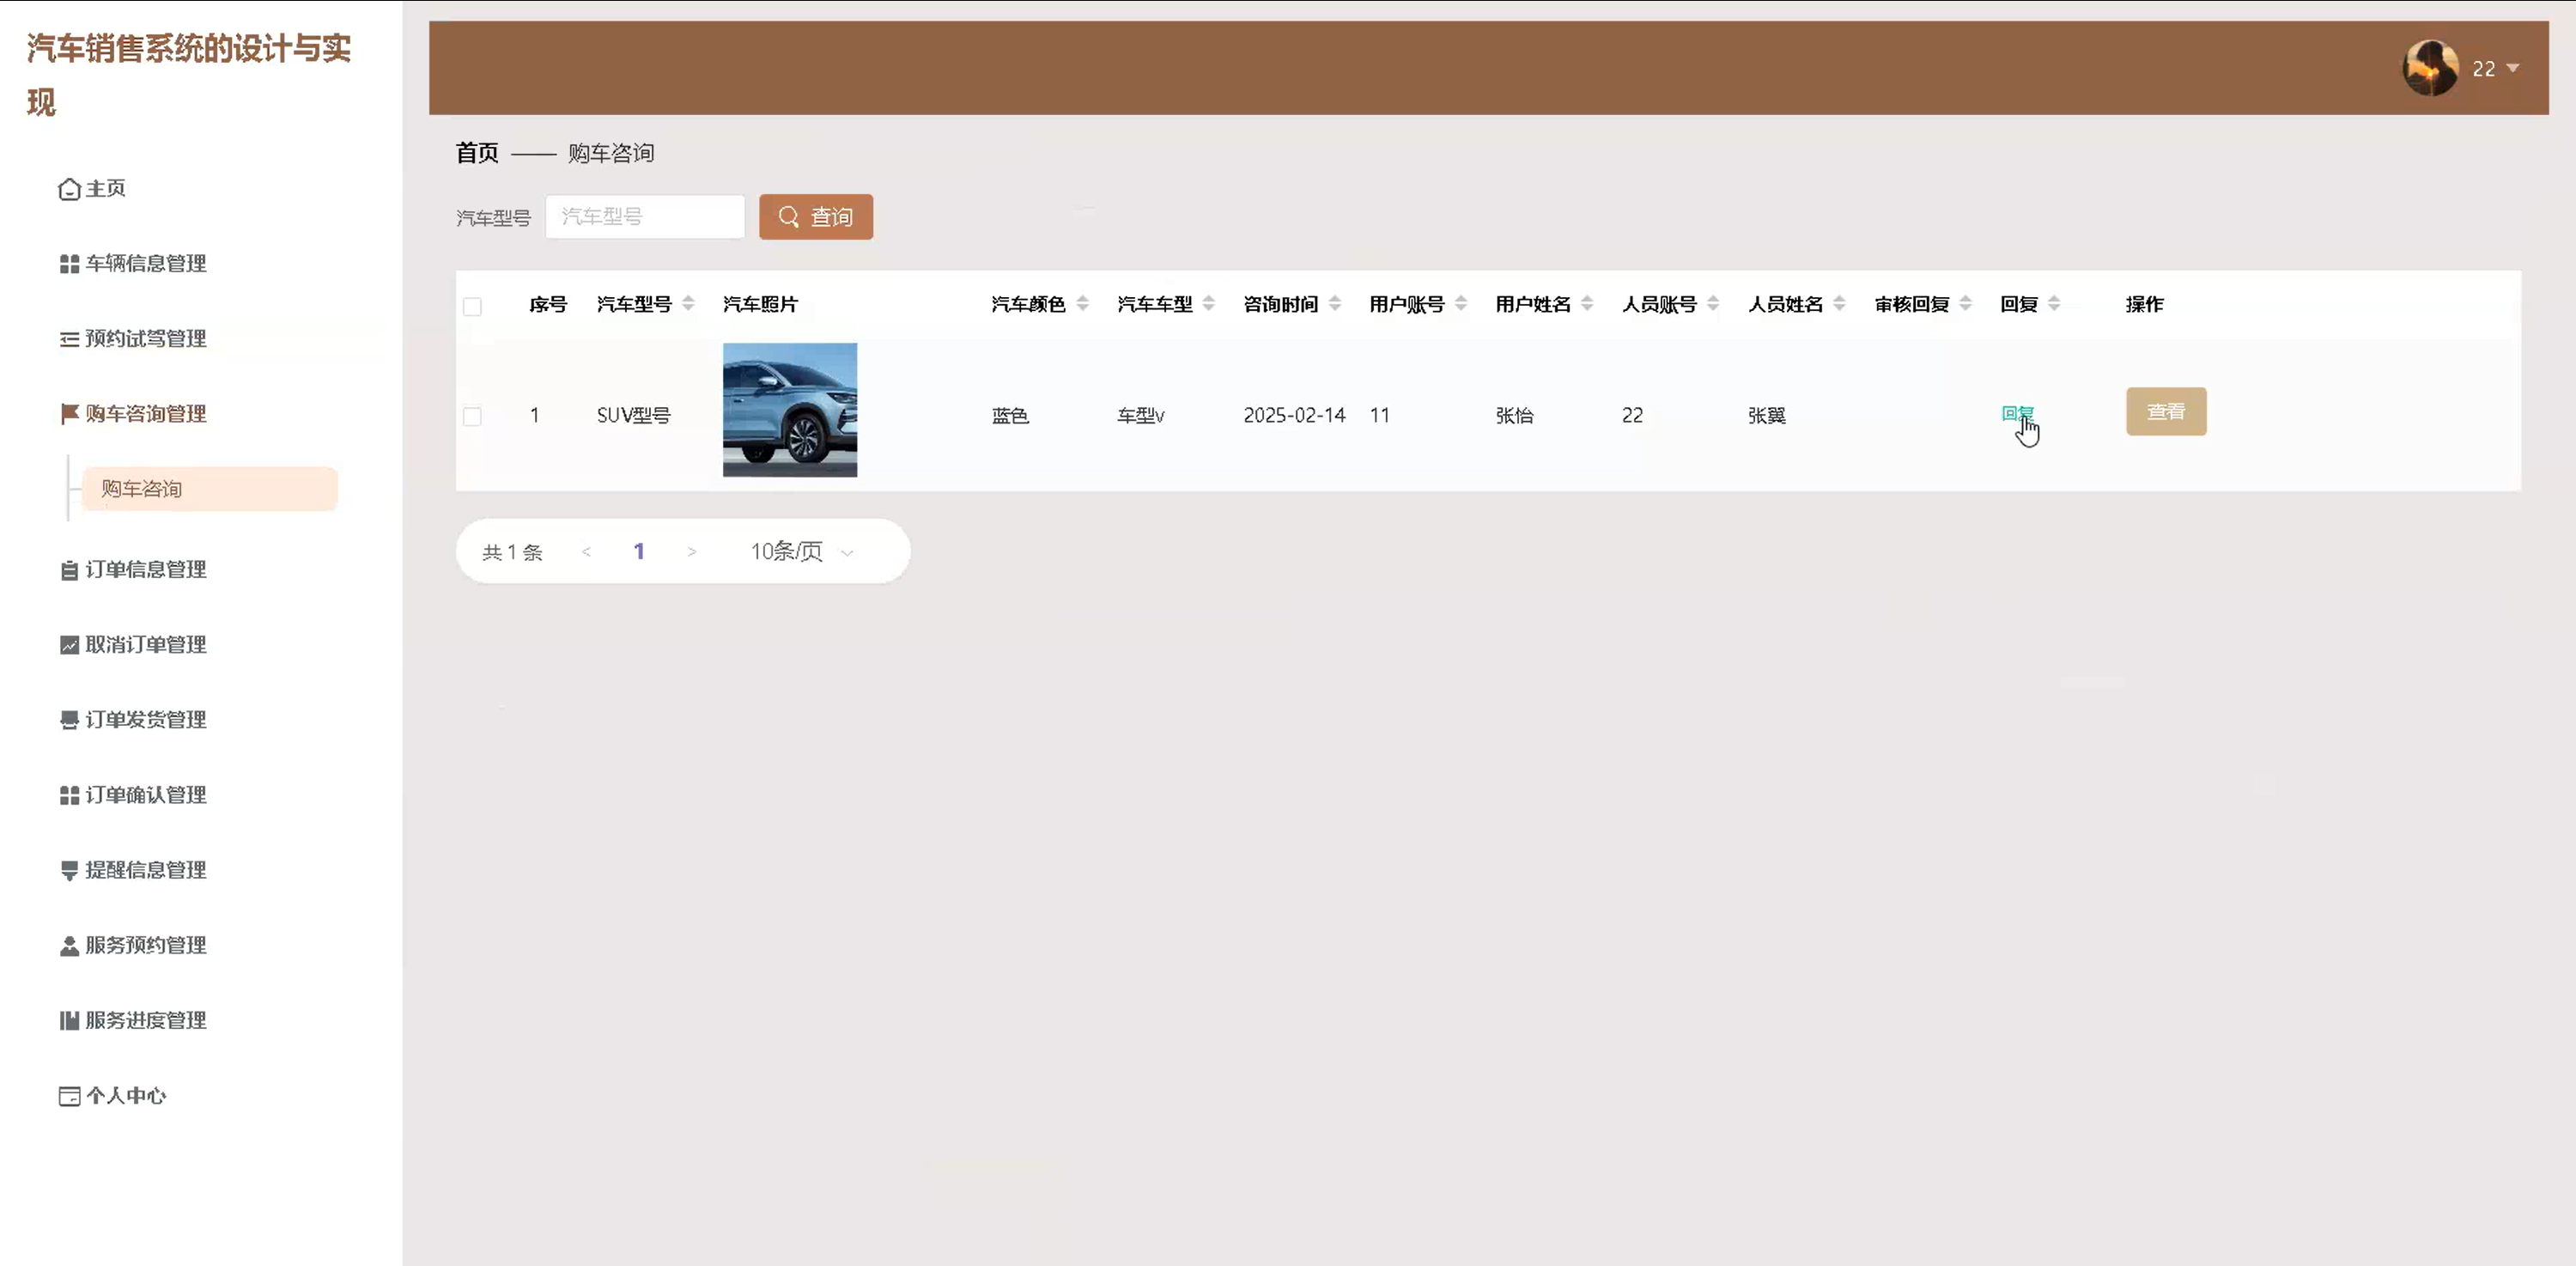 汽车销售系统的设计与实
现
22
首页 —— 购车咨询
主页
汽车型号 汽车型号 查询
车辆信息管理
序号 汽车型号 汽车照片 汽车颜色 汽车车型 咨询时间 用户账号 用户姓名 人员账号 人员姓名 审核回复 回复 操作
预约试驾管理
购车咨询管理
1 SUV型号 蓝色 车型v 2025-02-14 11 张怡 22 张翼 回复 查看
购车咨询
共 1 条 < 1 > 10条/页
订单信息管理
取消订单管理
订单发货管理
订单确认管理
提醒信息管理
服务预约管理
服务进度管理
个人中心